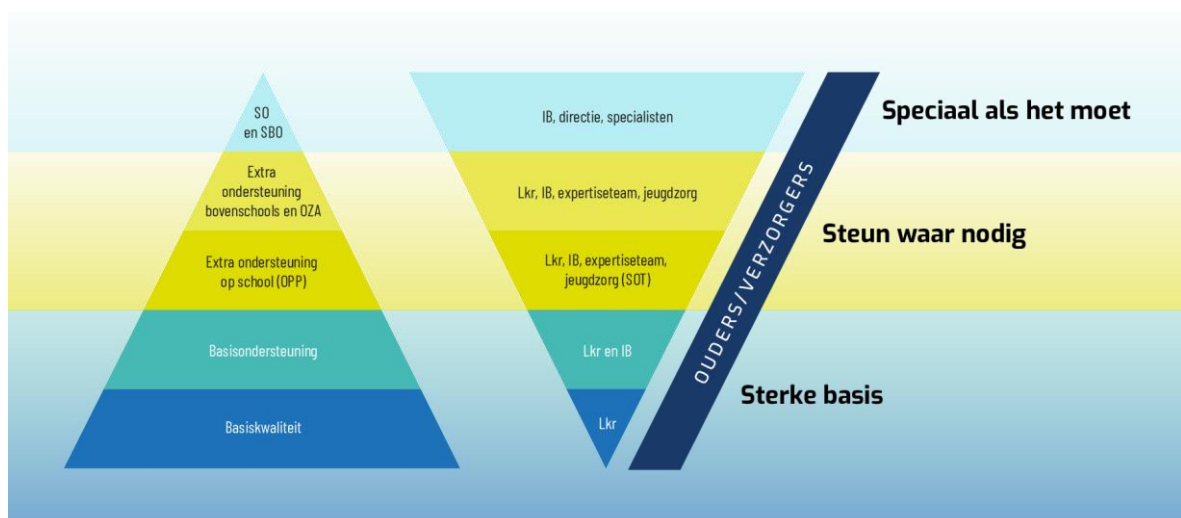 SO
en SBO
Extra
ondersteuning
bovenschools en OZA
Extra ondersteuning
op school (OPP)
Basisondersteuning
Basiskwaliteit
IB, directie, specialisten
Lkr, IB, expertiseteam, jeugdzorg
Lkr, IB, expertiseteam,
jeugdzorg (SOT)
Lkr en IB
Lkr
OUDERS/VERZORGERS
Speciaal als het moet
Steun waar nodig
Sterke basis